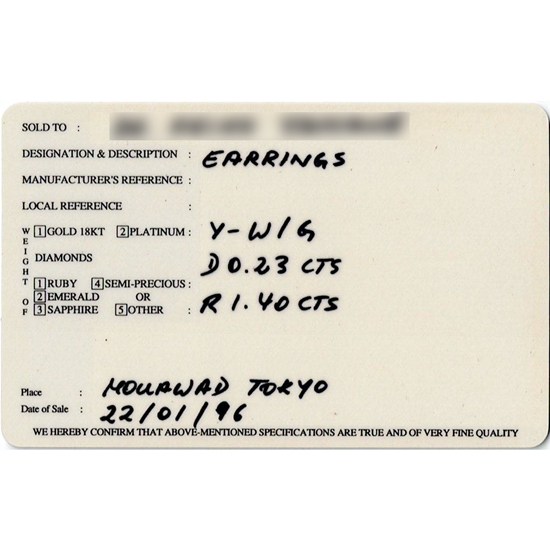 SOLD TO :
DESIGNATION & DESCRIPTION : EARRINGS
MANUFACTURER'S REFERENCE :
LOCAL REFERENCE :
WEIGHT OF
1 GOLD 18KT 2 PLATINUM : Y-W/G
DIAMONDS D 0.23 CTS
1 RUBY 4 SEMI-PRECIOUS :
2 EMERALD OR
3 SAPPHIRE 5 OTHER : R 1.40 CTS
Place : MOUAWAD TOKYO
Date of Sale : 22/01/96
WE HEREBY CONFIRM THAT ABOVE-MENTIONED SPECIFICATIONS ARE TRUE AND OF VERY FINE QUALITY